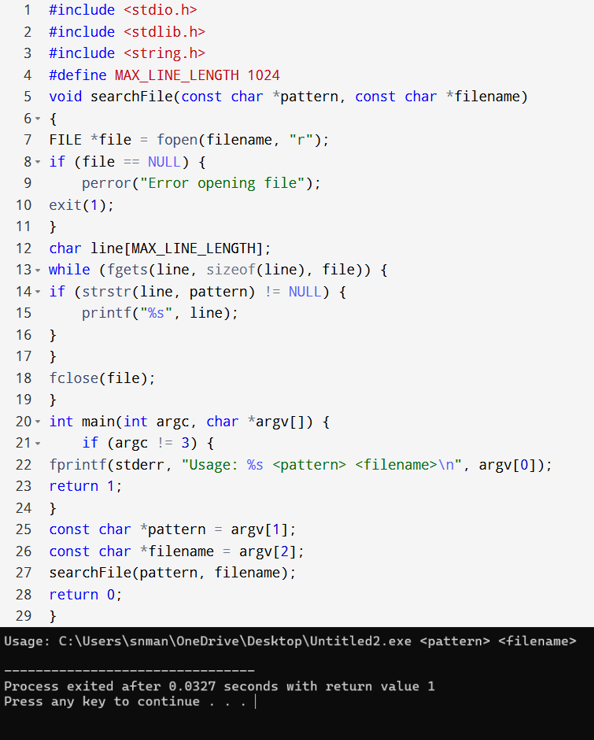 1 #include <stdio.h>
2 #include <stdlib.h>
3 #include <string.h>
4 #define MAX_LINE_LENGTH 1024
5 void searchFile(const char *pattern, const char *filename)
6 {
7 FILE *file = fopen(filename, "r");
8 if (file == NULL) {
9     perror("Error opening file");
10 exit(1);
11 }
12 char line[MAX_LINE_LENGTH];
13 while (fgets(line, sizeof(line), file)) {
14 if (strstr(line, pattern) != NULL) {
15     printf("%s", line);
16 }
17 }
18 fclose(file);
19 }
20 int main(int argc, char *argv[]) {
21     if (argc != 3) {
22 fprintf(stderr, "Usage: %s <pattern> <filename>\n", argv[0]);
23 return 1;
24 }
25 const char *pattern = argv[1];
26 const char *filename = argv[2];
27 searchFile(pattern, filename);
28 return 0;
29 }
Usage: C:\Users\snman\OneDrive\Desktop\Untitled2.exe <pattern> <filename>
--------------------------------
Process exited after 0.0327 seconds with return value 1
Press any key to continue . . .